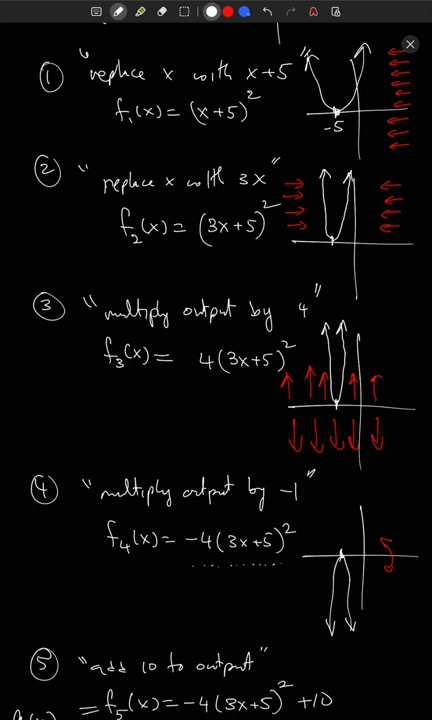 ① "replace x with x+5"
f₁(x) = (x+5)²
-5
② "replace x with 3x"
f₂(x) = (3x+5)²
③ "multiply output by 4"
f₃(x) = 4(3x+5)²
④ "multiply output by -1"
f₄(x) = -4(3x+5)²
⑤ "add 10 to output"
= f₅(x) = -4(3x+5)² +10